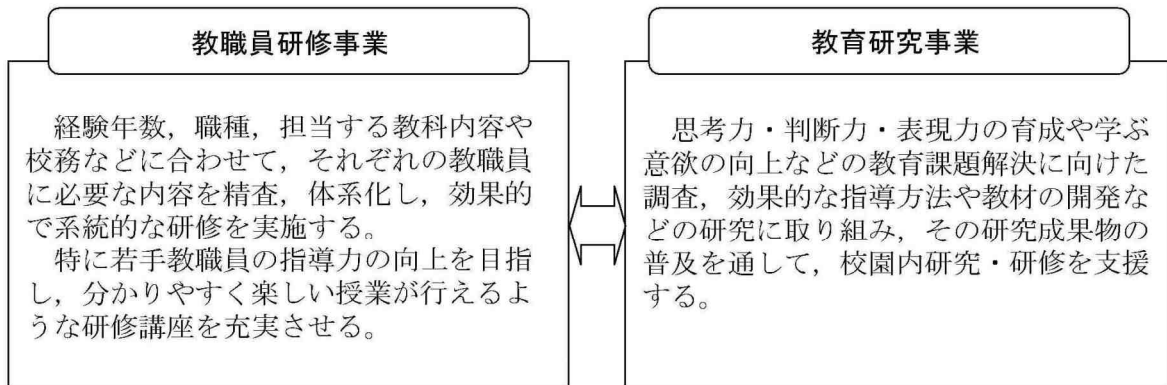 教職員研修事業
　経験年数，職種，担当する教科内容や
校務などに合わせて，それぞれの教職員
に必要な内容を精査，体系化し，効果的
で系統的な研修を実施する。
　特に若手教職員の指導力の向上を目指
し，分かりやすく楽しい授業が行えるよ
うな研修講座を充実させる。
教育研究事業
　思考力・判断力・表現力の育成や学ぶ
意欲の向上などの教育課題解決に向けた
調査，効果的な指導方法や教材の開発な
どの研究に取り組み，その研究成果物の
普及を通して，校園内研究・研修を支援
する。